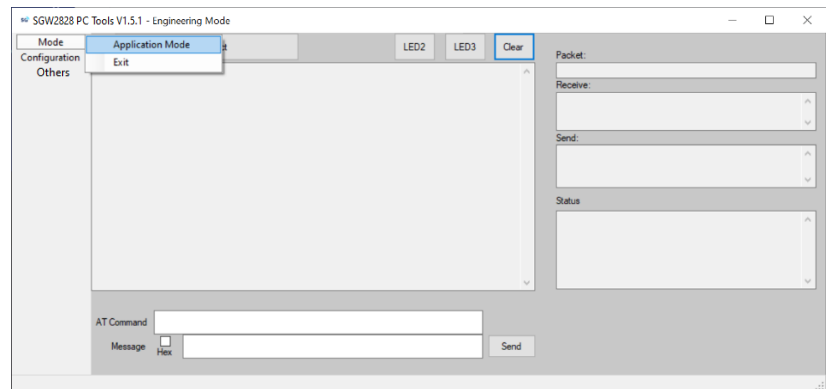 SGW2828 PC Tools V1.5.1 - Engineering Mode
Mode
Application Mode
LED2
LED3
Clear
Configuration
Exit
Others
Packet:
Receive:
Send:
Status
AT Command
Message
Hex
Send